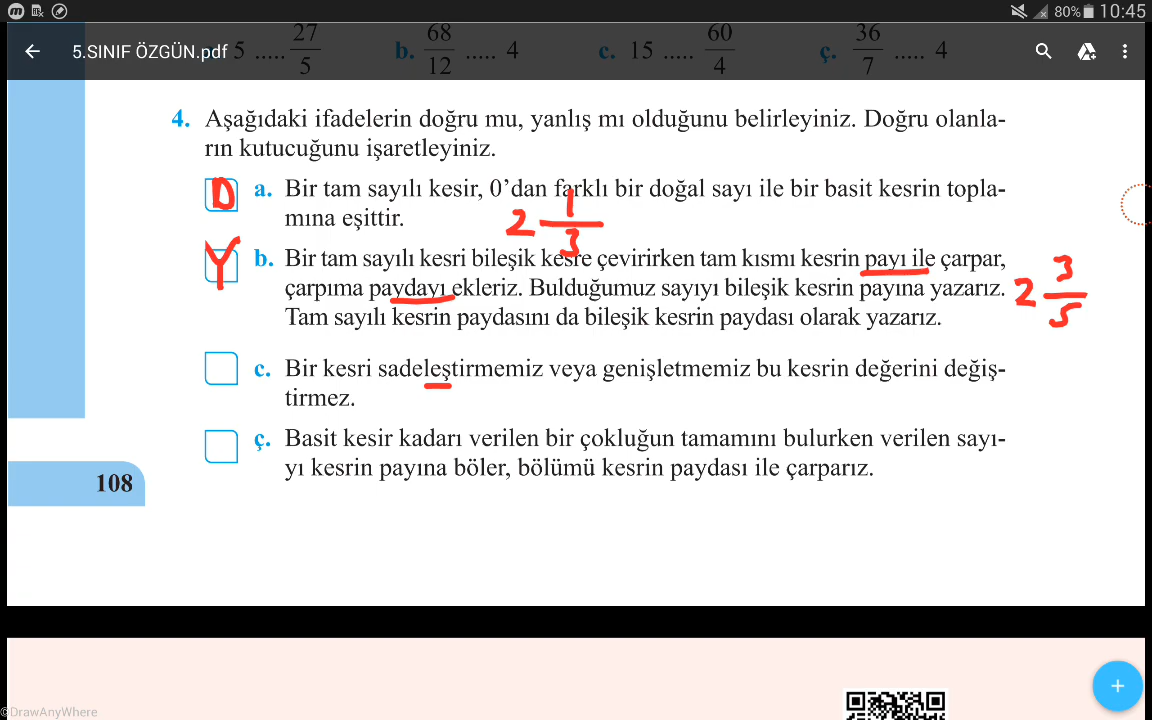 80% 10:45
5.SINIF ÖZGÜN.pdf
5 ..... 27/5 b. 68/12 ..... 4 c. 15 ..... 60/4 ç. 36/7 ..... 4
4. Aşağıdaki ifadelerin doğru mu, yanlış mı olduğunu belirleyiniz. Doğru olanla-
rın kutucuğunu işaretleyiniz.
D a. Bir tam sayılı kesir, 0’dan farklı bir doğal sayı ile bir basit kesrin topla-
mına eşittir.
2 1/3
Y b. Bir tam sayılı kesri bileşik kesre çevirirken tam kısmı kesrin payı ile çarpar,
çarpıma paydayı ekleriz. Bulduğumuz sayıyı bileşik kesrin payına yazarız.
2 3/5
Tam sayılı kesrin paydasını da bileşik kesrin paydası olarak yazarız.
c. Bir kesri sadeleştirmemiz veya genişletmemiz bu kesrin değerini değiş-
tirmez.
ç. Basit kesir kadarı verilen bir çokluğun tamamını bulurken verilen sayı-
yı kesrin payına böler, bölümü kesrin paydası ile çarparız.
108
©DrawAnyWhere